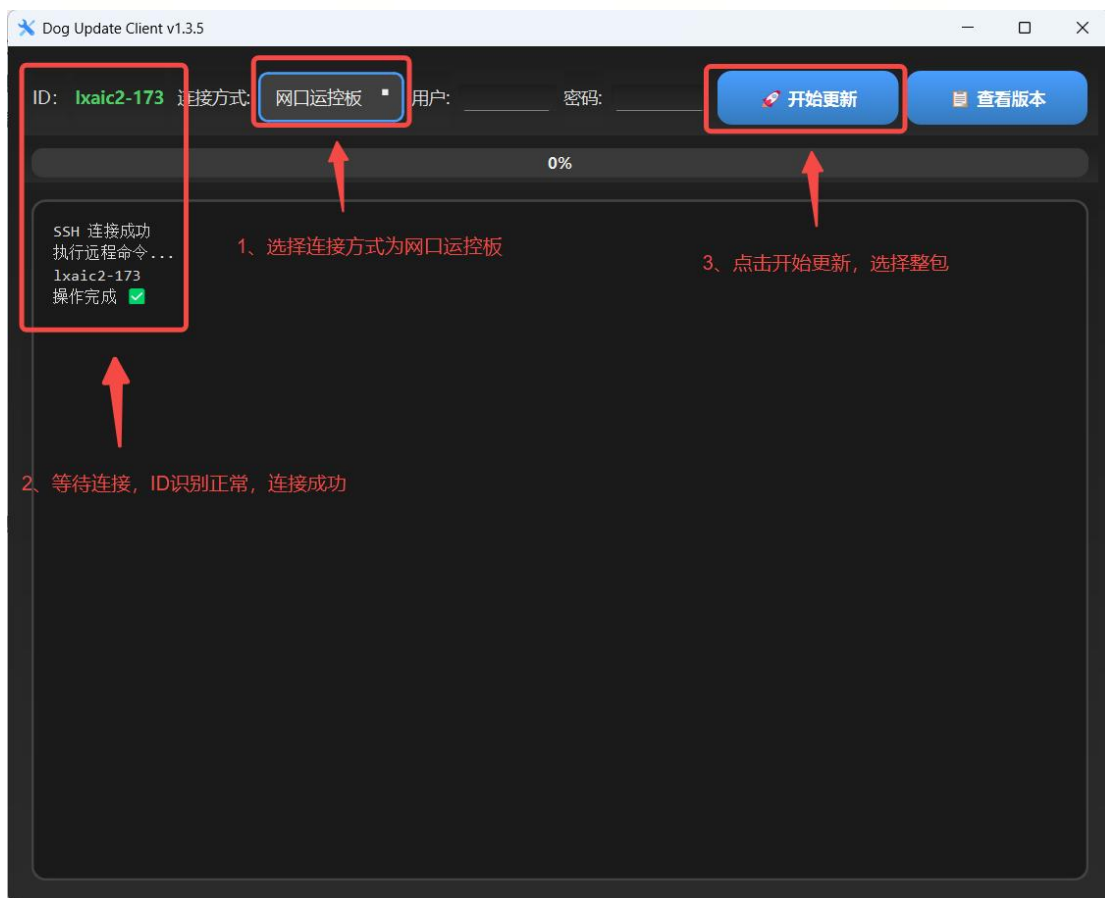 Dog Update Client v1.3.5
ID: lxaic2-173 连接方式: 网口运控板 用户: 密码: 开始更新 查看版本
0%
SSH 连接成功
执行远程命令...
lxaic2-173
操作完成
1、选择连接方式为网口运控板
3、点击开始更新，选择整包
2、等待连接，ID识别正常，连接成功